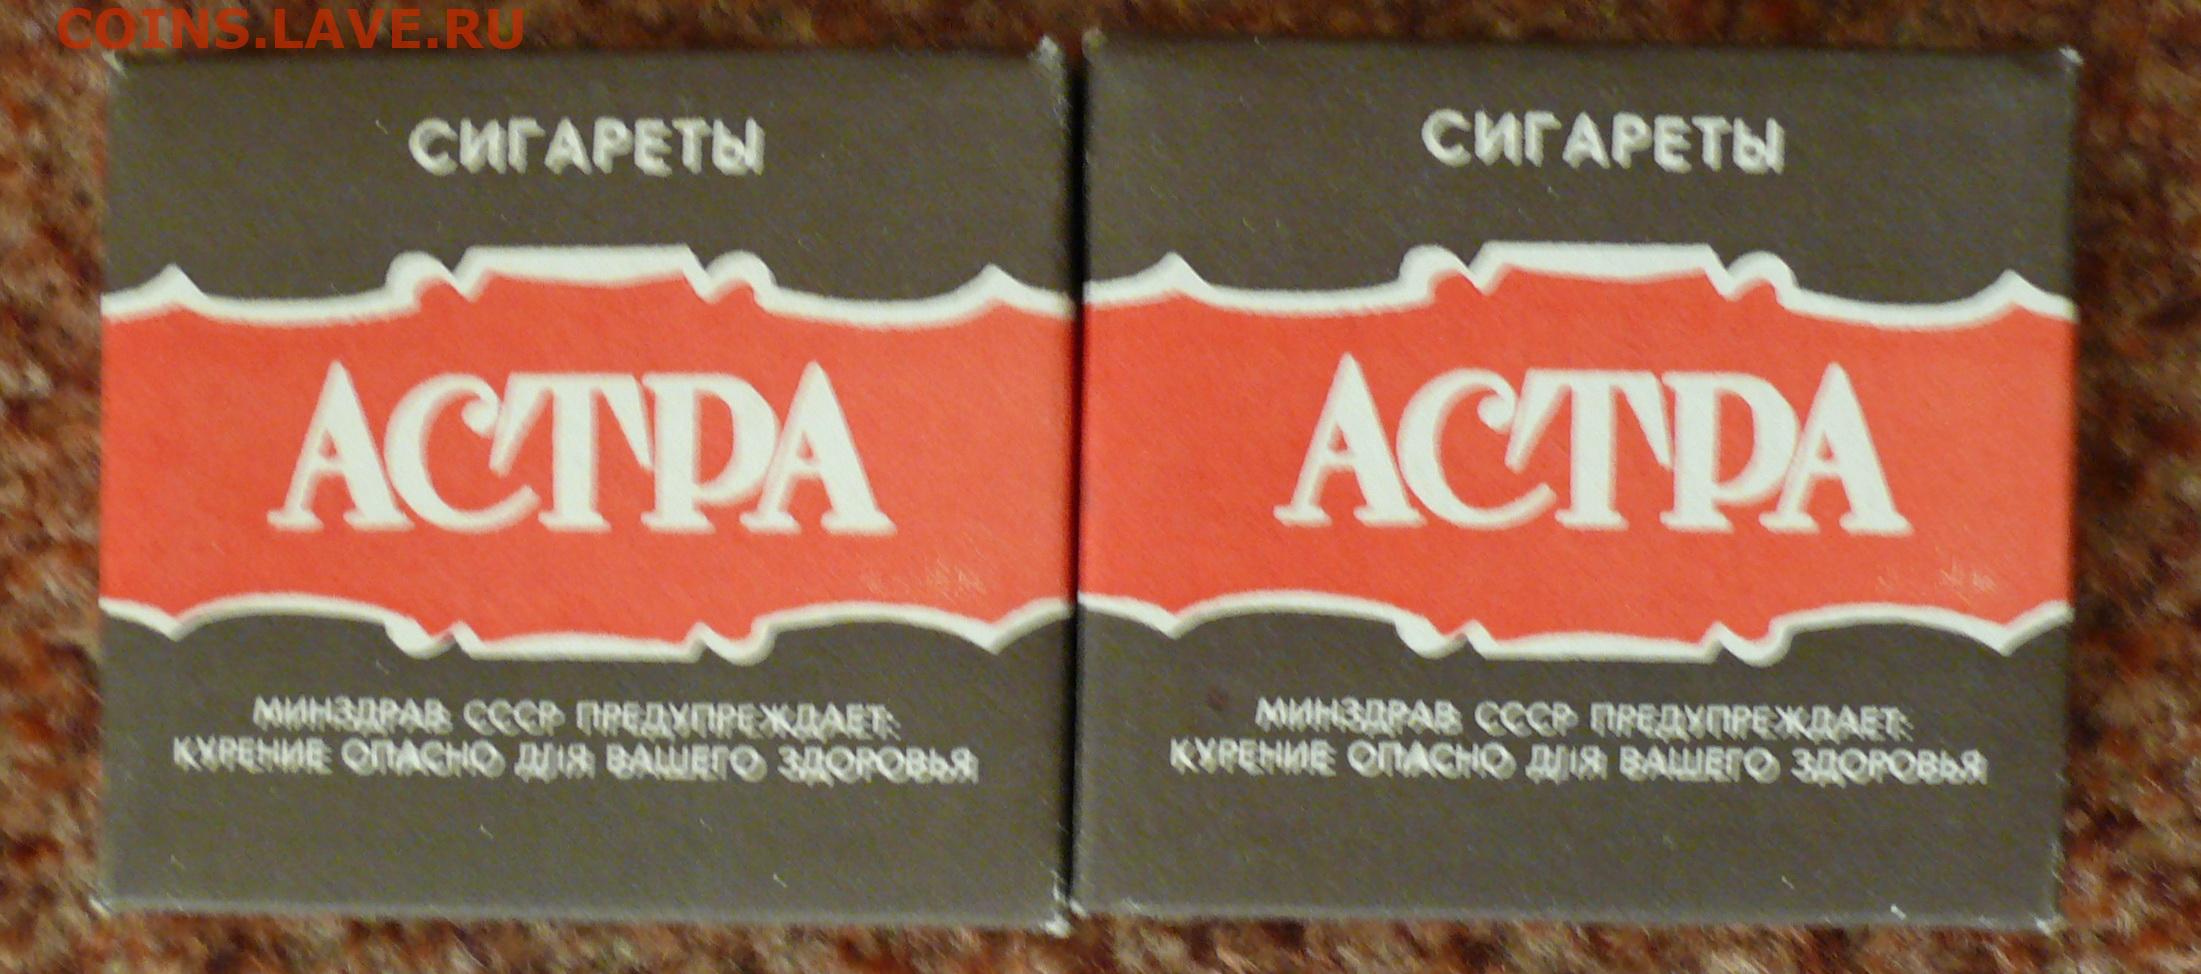 COINS.LAVE.RU
СИГАРЕТЫ
АСТРА
МИНЗДРАВ СССР ПРЕДУПРЕЖДАЕТ:
КУРЕНИЕ ОПАСНО ДЛЯ ВАШЕГО ЗДОРОВЬЯ
СИГАРЕТЫ
АСТРА
МИНЗДРАВ СССР ПРЕДУПРЕЖДАЕТ:
КУРЕНИЕ ОПАСНО ДЛЯ ВАШЕГО ЗДОРОВЬЯ